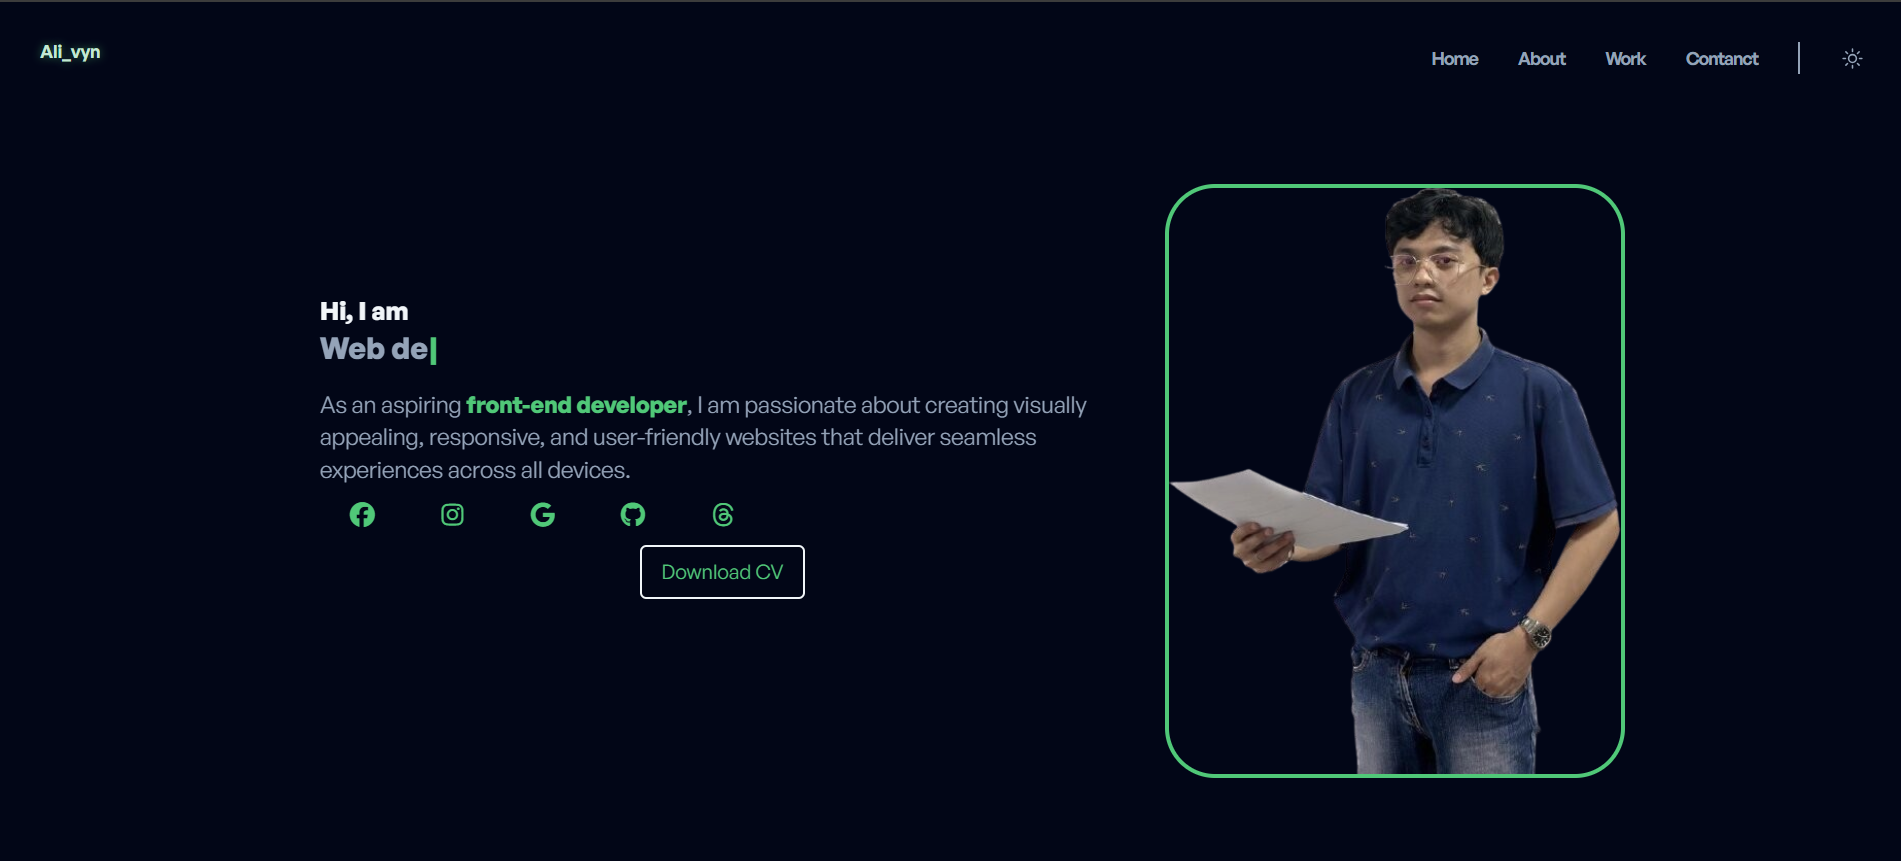 Ali_vyn
Home About Work Contanct
Hi, I am
Web de
As an aspiring front-end developer, I am passionate about creating visually
appealing, responsive, and user-friendly websites that deliver seamless
experiences across all devices.
Download CV